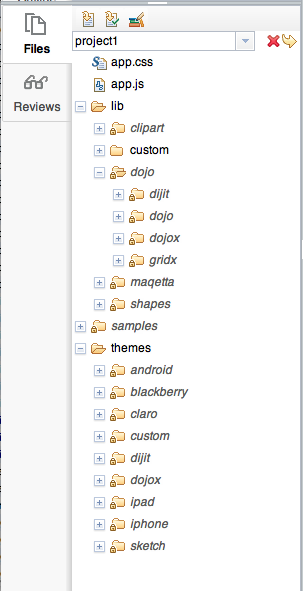 Files
Reviews
project1
app.css
app.js
lib
clipart
custom
dojo
dijit
dojo
dojox
gridx
maqetta
shapes
samples
themes
android
blackberry
claro
custom
dijit
dojox
ipad
iphone
sketch